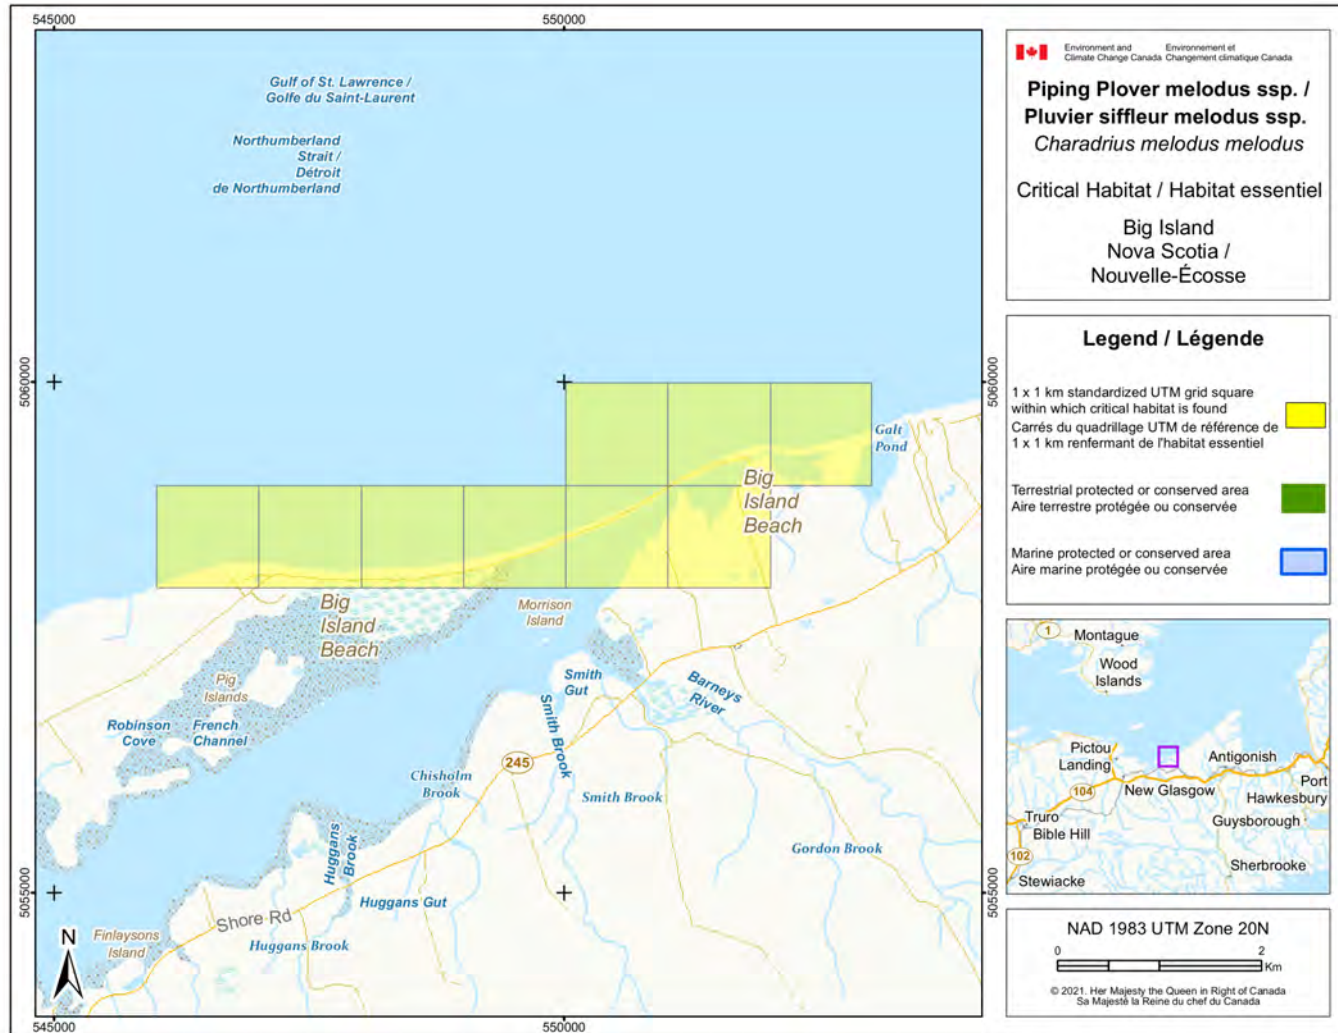 545000
550000
Gulf of St. Lawrence /
Golfe du Saint-Laurent
Northumberland
Strait /
Détroit
de Northumberland
5060000
5060000
Galt
Pond
Big
Island
Beach
Big
Island
Beach
Morrison
Island
Pig
Islands
Smith
Gut
Barneys
River
Robinson
Cove
French
Channel
Smith Brook
245
Chisholm
Brook
Smith Brook
Huggans
Brook
Gordon Brook
5055000
5055000
Huggans Gut
Shore Rd
Finlaysons
Island
Huggans Brook
N
545000
550000
Environment and
Climate Change Canada
Environnement et
Changement climatique Canada
Piping Plover melodus ssp. /
Pluvier siffleur melodus ssp.
Charadrius melodus melodus
Critical Habitat / Habitat essentiel
Big Island
Nova Scotia /
Nouvelle-Écosse
Legend / Légende
1 x 1 km standardized UTM grid square
within which critical habitat is found
Carrés du quadrillage UTM de référence de
1 x 1 km renfermant de l'habitat essentiel
Terrestrial protected or conserved area
Aire terrestre protégée ou conservée
Marine protected or conserved area
Aire marine protégée ou conservée
1
Montague
Wood
Islands
Pictou
Landing
Antigonish
104
New Glasgow
Port
Hawkesbury
Truro
Bible Hill
Guysborough
102
Stewiacke
Sherbrooke
NAD 1983 UTM Zone 20N
0 2
Km
© 2021. Her Majesty the Queen in Right of Canada
Sa Majesté la Reine du chef du Canada